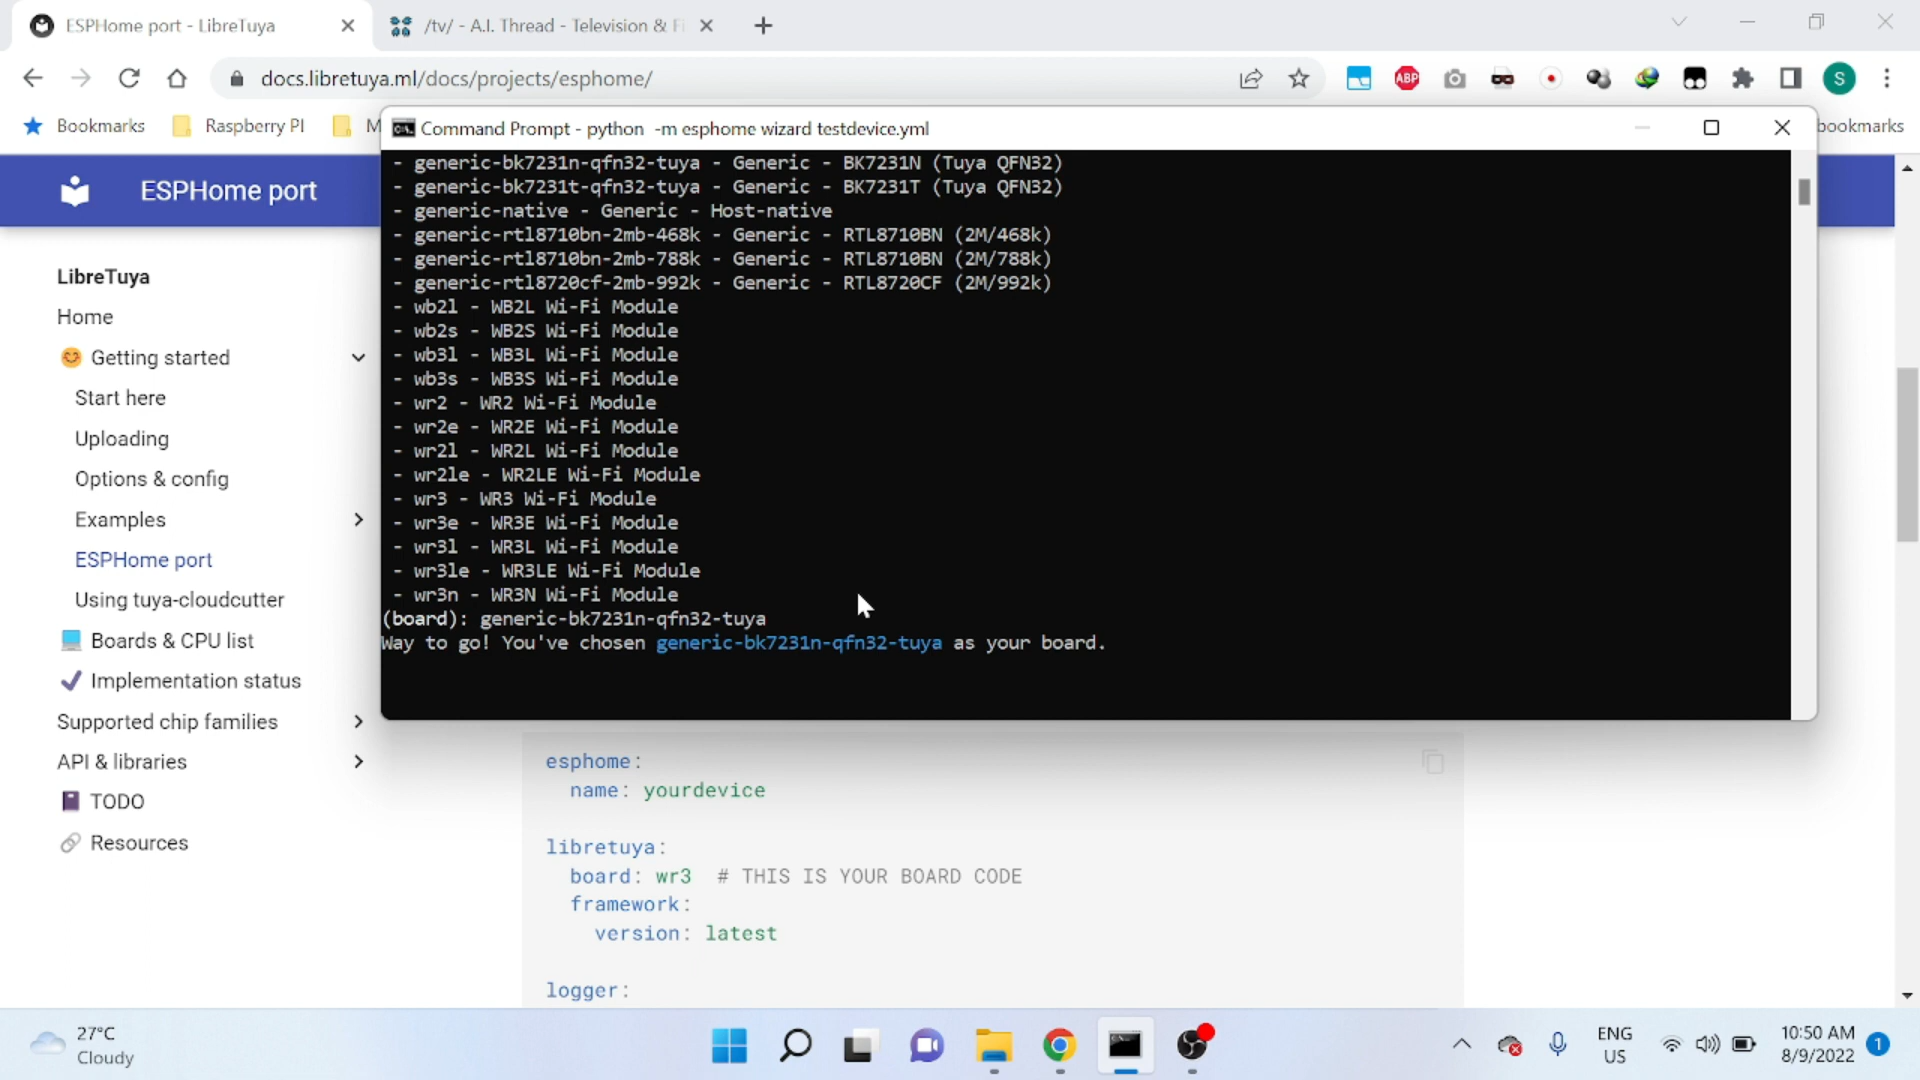 ESPHome port - LibreTuya
/tv/ - A.I. Thread - Television & Fi
docs.libretuya.ml/docs/projects/esphome/
ABP
S
Bookmarks
Raspberry PI
M
bookmarks
Command Prompt - python  -m esphome wizard testdevice.yml
ESPHome port
LibreTuya
Home
😊 Getting started
Start here
Uploading
Options & config
Examples
ESPHome port
Using tuya-cloudcutter
Boards & CPU list
Implementation status
Supported chip families
API & libraries
TODO
Resources
- generic-bk7231n-qfn32-tuya - Generic - BK7231N (Tuya QFN32)
- generic-bk7231t-qfn32-tuya - Generic - BK7231T (Tuya QFN32)
- generic-native - Generic - Host-native
- generic-rtl8710bn-2mb-468k - Generic - RTL8710BN (2M/468k)
- generic-rtl8710bn-2mb-788k - Generic - RTL8710BN (2M/788k)
- generic-rtl8720cf-2mb-992k - Generic - RTL8720CF (2M/992k)
- wb2l - WB2L Wi-Fi Module
- wb2s - WB2S Wi-Fi Module
- wb3l - WB3L Wi-Fi Module
- wb3s - WB3S Wi-Fi Module
- wr2 - WR2 Wi-Fi Module
- wr2e - WR2E Wi-Fi Module
- wr2l - WR2L Wi-Fi Module
- wr2le - WR2LE Wi-Fi Module
- wr3 - WR3 Wi-Fi Module
- wr3e - WR3E Wi-Fi Module
- wr3l - WR3L Wi-Fi Module
- wr3le - WR3LE Wi-Fi Module
- wr3n - WR3N Wi-Fi Module
(board): generic-bk7231n-qfn32-tuya
Way to go! You've chosen generic-bk7231n-qfn32-tuya as your board.
esphome:
name: yourdevice
libretuya:
board: wr3  # THIS IS YOUR BOARD CODE
framework:
version: latest
logger:
27°C
Cloudy
ENG
US
10:50 AM
8/9/2022
1